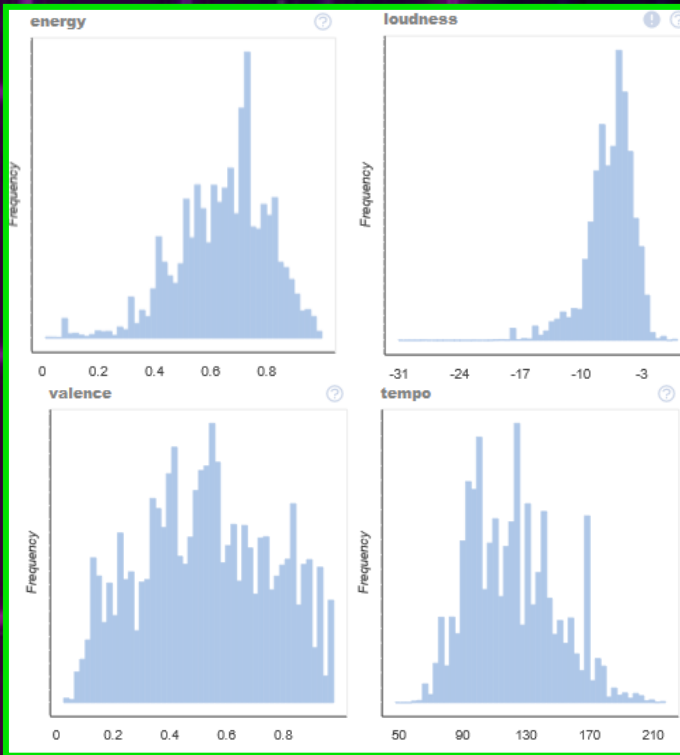 energy ?
loudness ! ?
Frequency
Frequency
0 0.2 0.4 0.6 0.8
-31 -24 -17 -10 -3
valence ?
tempo ?
Frequency
Frequency
0 0.2 0.4 0.6 0.8
50 90 130 170 210